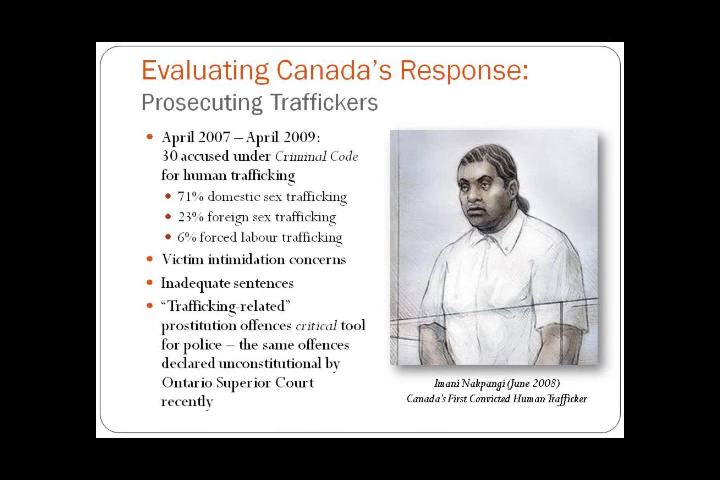 Evaluating Canada's Response:
Prosecuting Traffickers
• April 2007 – April 2009:
30 accused under Criminal Code
for human trafficking
• 71% domestic sex trafficking
• 23% foreign sex trafficking
• 6% forced labour trafficking
• Victim intimidation concerns
• Inadequate sentences
• "Trafficking-related"
prostitution offences critical tool
for police – the same offences
declared unconstitutional by
Ontario Superior Court
recently
Imani Nakpangi (June 2008)
Canada's First Convicted Human Trafficker